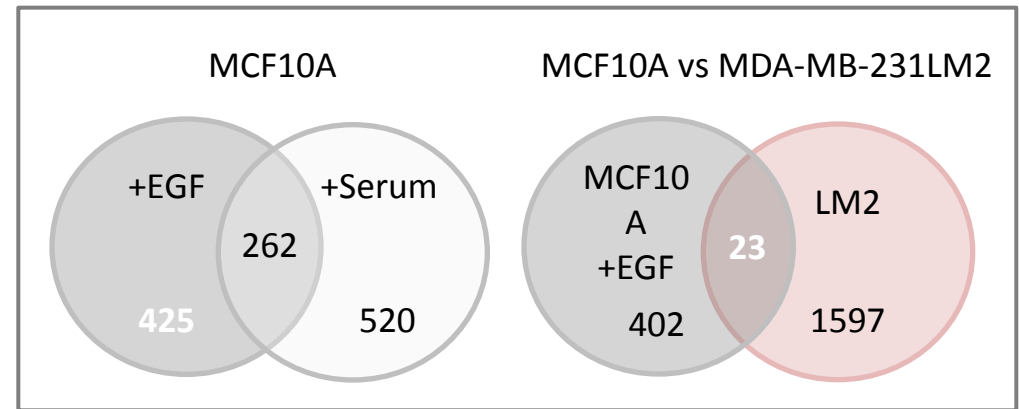 MCF10A
+EGF
+Serum
262
425
520
MCF10A vs MDA-MB-231LM2
MCF10
A
+EGF
LM2
23
402
1597